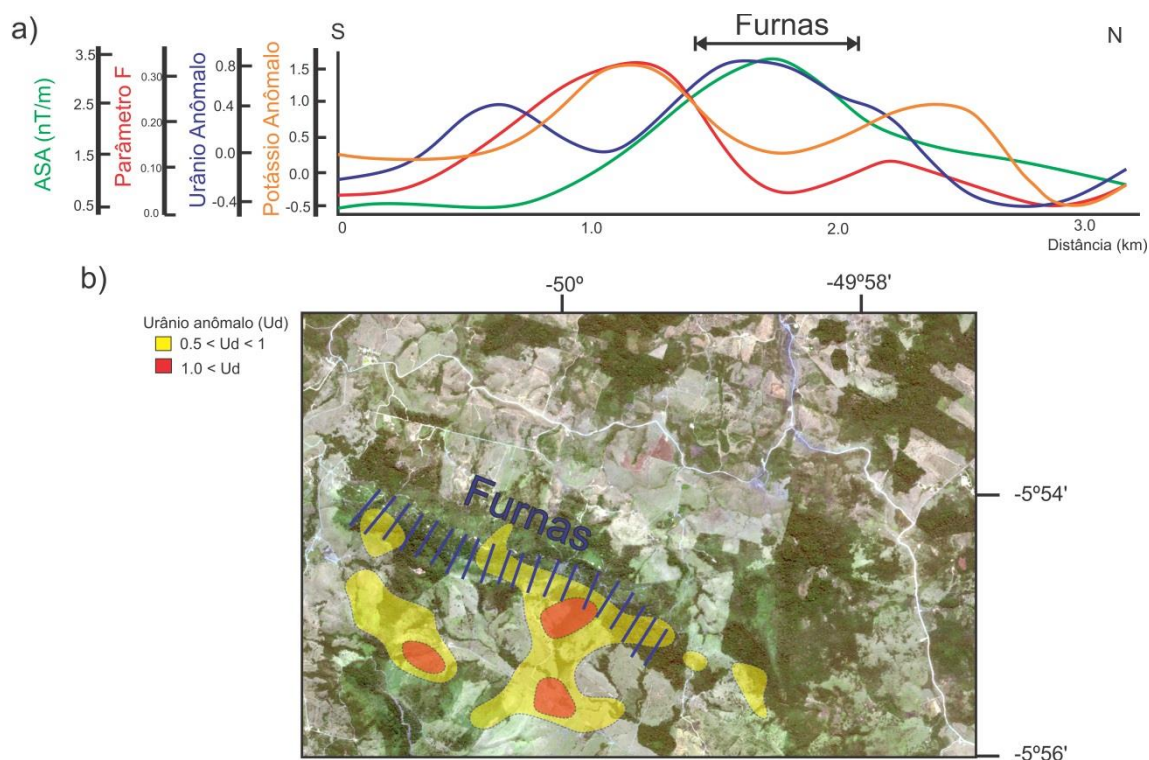 a)
S
Furnas
N
ASA (nT/m)
3.5
2.5
1.5
0.5
Parâmetro F
0.30
0.20
0.10
0.0
Urânio Anômalo
0.8
0.4
0.0
-0.4
Potássio Anômalo
1.5
1.0
0.5
0.0
-0.5
0
1.0
2.0
3.0
Distância (km)
b)
-50º
-49º58'
Urânio anômalo (Ud)
0.5 < Ud < 1
1.0 < Ud
Furnas
-5º54'
-5º56'